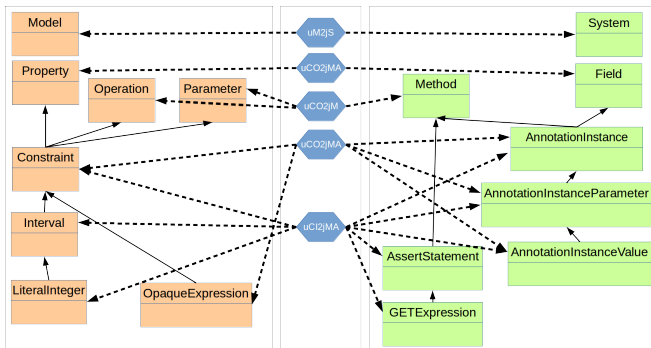 Model
Property
Operation
Parameter
Constraint
Interval
LiteralInteger
OpaqueExpression
uM2jS
uCO2jMA
uCO2jM
uCO2jMA
uCI2jMA
System
Field
Method
AnnotationInstance
AnnotationInstanceParameter
AnnotationInstanceValue
AssertStatement
GETExpression